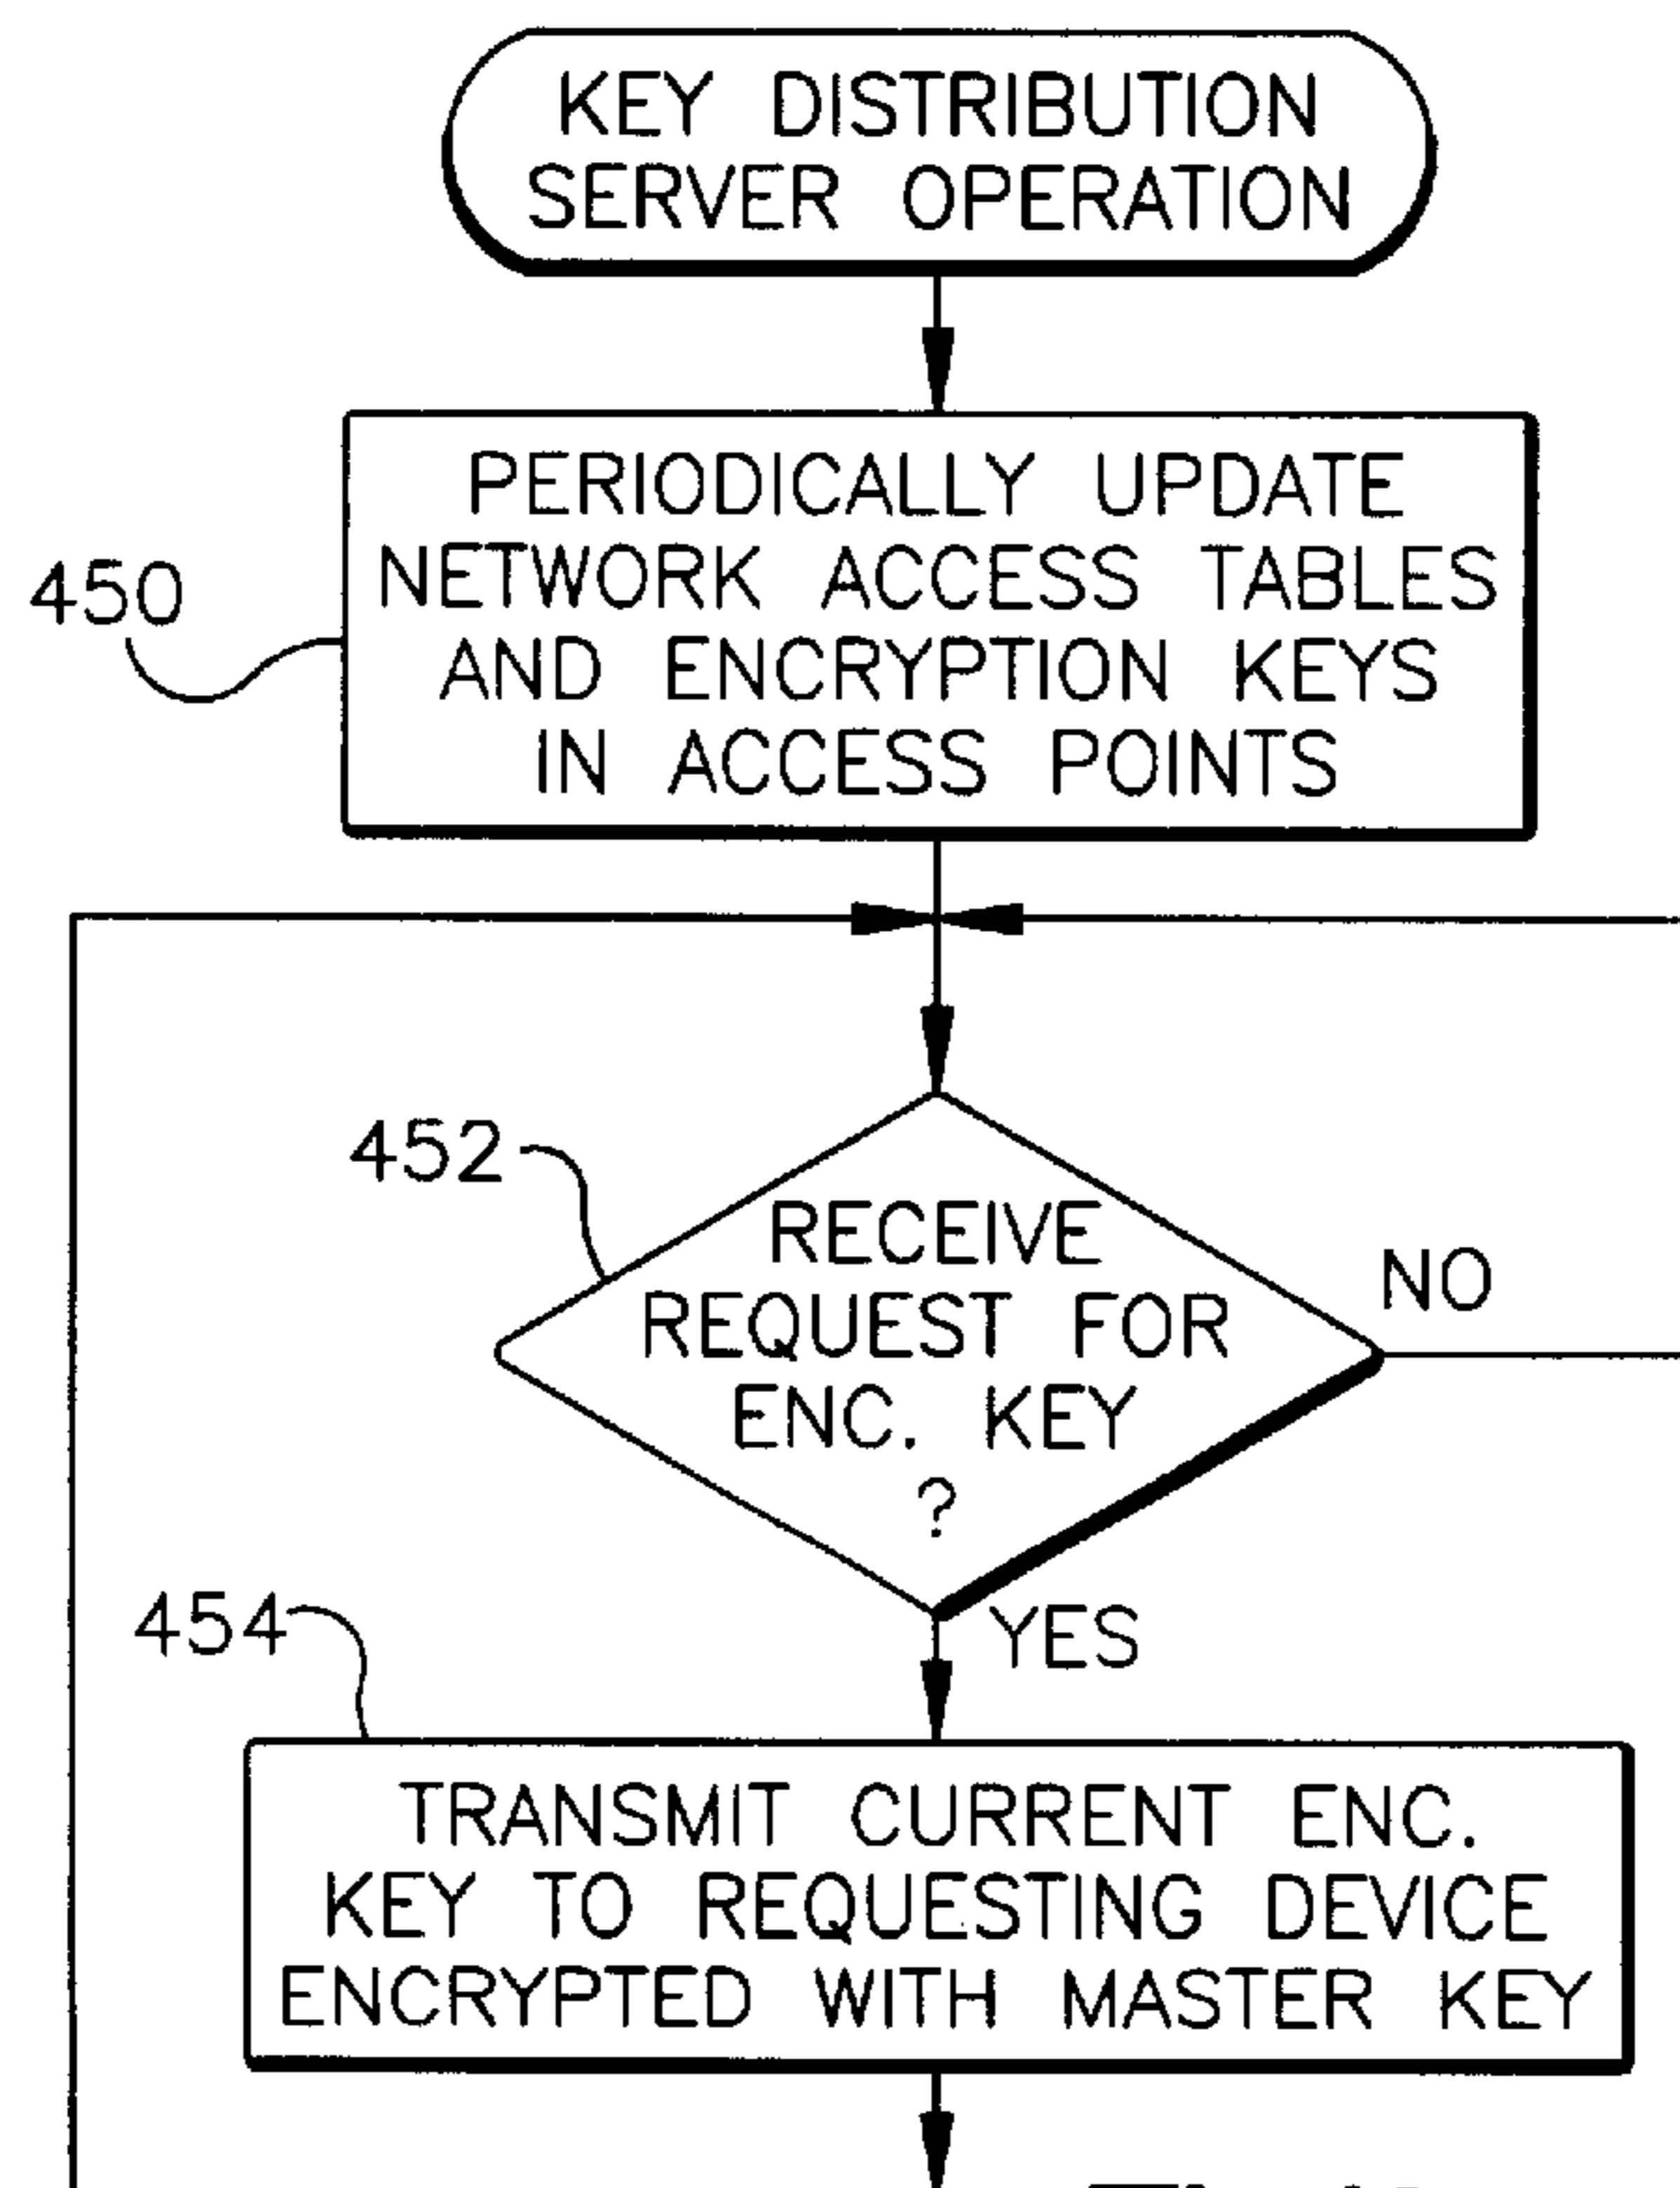 KEY DISTRIBUTION
SERVER OPERATION
PERIODICALLY UPDATE
NETWORK ACCESS TABLES
AND ENCRYPTION KEYS
IN ACCESS POINTS
450
452
RECEIVE
REQUEST FOR
ENC. KEY
?
NO
YES
454
TRANSMIT CURRENT ENC.
KEY TO REQUESTING DEVICE
ENCRYPTED WITH MASTER KEY